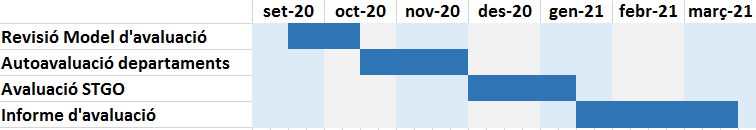 set-20 oct-20 nov-20 des-20 gen-21 febr-21 març-21
Revisió Model d'avaluació
Autoavaluació departaments
Avaluació STGO
Informe d'avaluació